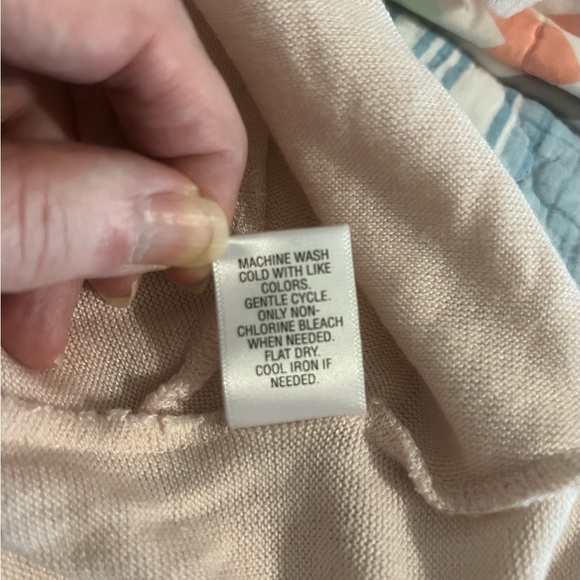 MACHINE WASH
COLD WITH LIKE
COLORS.
GENTLE CYCLE.
ONLY NON-
CHLORINE BLEACH
WHEN NEEDED.
FLAT DRY.
COOL IRON IF
NEEDED.